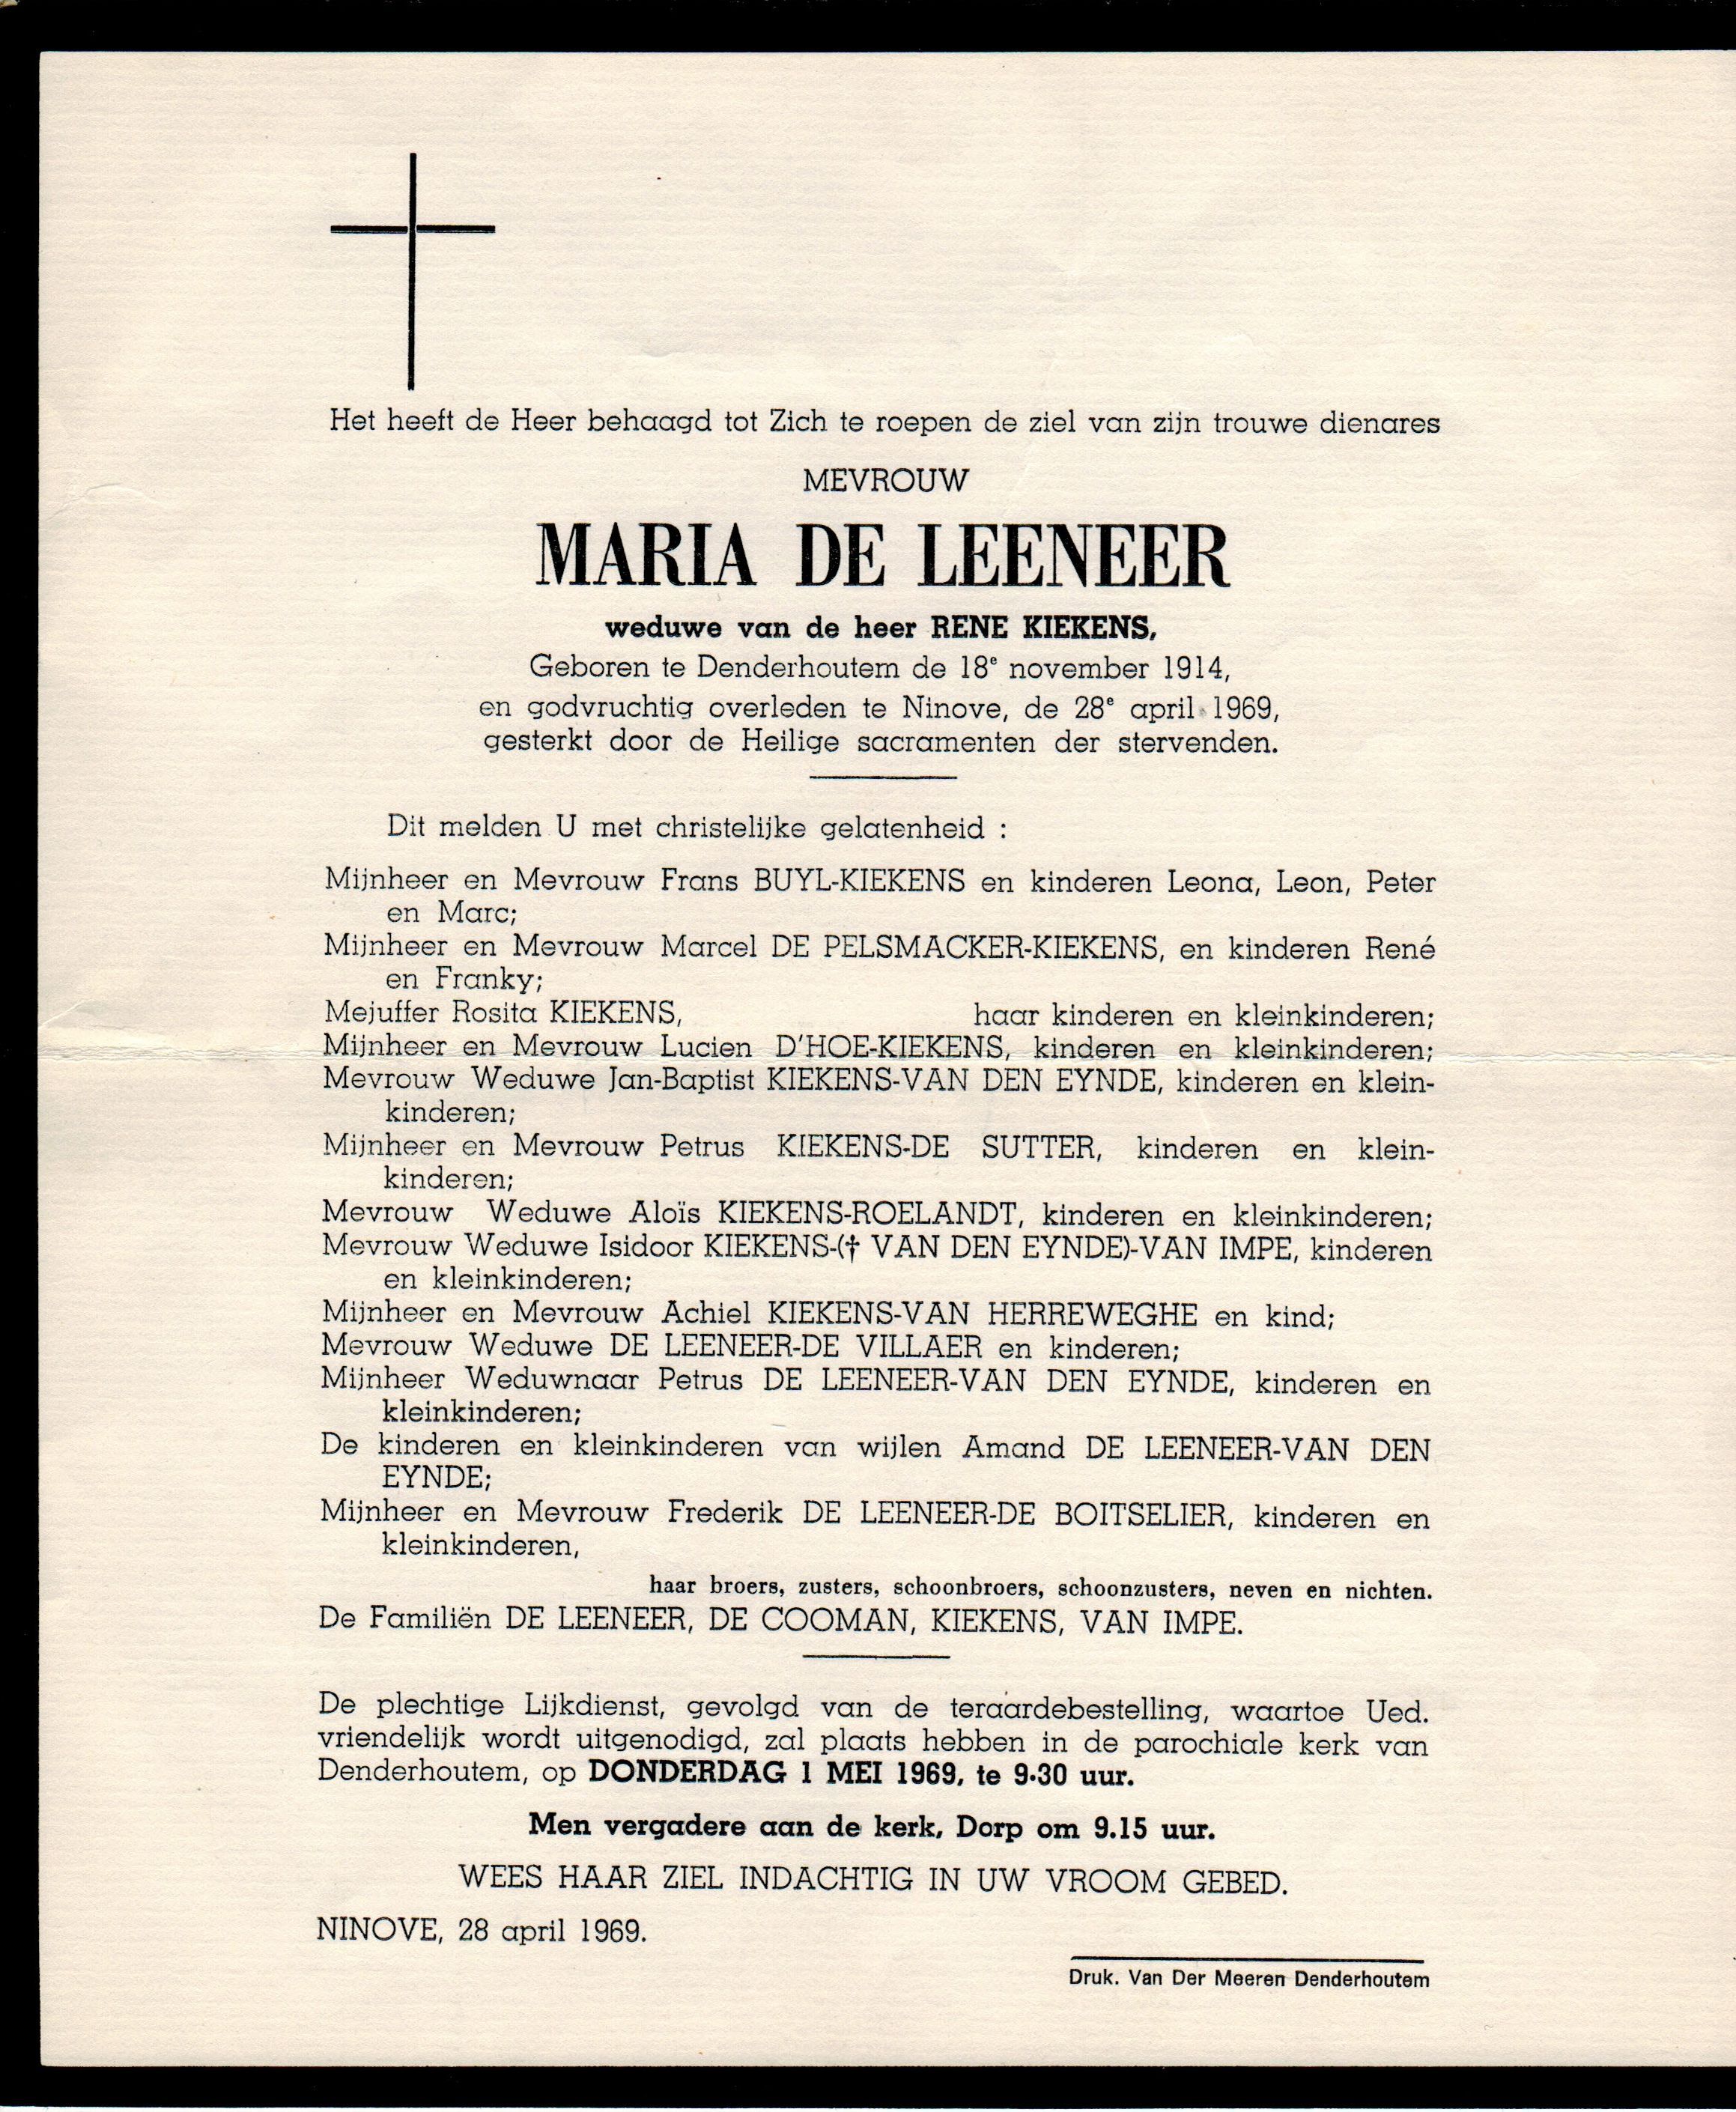 Het heeft de Heer behaagd tot Zich te roepen de ziel van zijn trouwe dienares
MEVROUW
MARIA DE LEENEER
weduwe van de heer RENE KIEKENS,
Geboren te Denderhoutem de 18e november 1914,
en godvruchtig overleden te Ninove, de 28e april 1969,
gesterkt door de Heilige sacramenten der stervenden.
Dit melden U met christelijke gelatenheid :
Mijnheer en Mevrouw Frans BUYL-KIEKENS en kinderen Leona, Leon, Peter
en Marc;
Mijnheer en Mevrouw Marcel DE PELSMACKER-KIEKENS, en kinderen René
en Franky;
Mejuffer Rosita KIEKENS, haar kinderen en kleinkinderen;
Mijnheer en Mevrouw Lucien D'HOE-KIEKENS, kinderen en kleinkinderen;
Mevrouw Weduwe Jan-Baptist KIEKENS-VAN DEN EYNDE, kinderen en klein-
kinderen;
Mijnheer en Mevrouw Petrus KIEKENS-DE SUTTER, kinderen en klein-
kinderen;
Mevrouw Weduwe Aloïs KIEKENS-ROELANDT, kinderen en kleinkinderen;
Mevrouw Weduwe Isidoor KIEKENS-(† VAN DEN EYNDE)-VAN IMPE, kinderen
en kleinkinderen;
Mijnheer en Mevrouw Achiel KIEKENS-VAN HERREWEGHE en kind;
Mevrouw Weduwe DE LEENEER-DE VILLAER en kinderen;
Mijnheer Weduwnaar Petrus DE LEENEER-VAN DEN EYNDE, kinderen en
kleinkinderen;
De kinderen en kleinkinderen van wijlen Amand DE LEENEER-VAN DEN
EYNDE;
Mijnheer en Mevrouw Frederik DE LEENEER-DE BOITSELIER, kinderen en
kleinkinderen,
haar broers, zusters, schoonbroers, schoonzusters, neven en nichten.
De Familiën DE LEENEER, DE COOMAN, KIEKENS, VAN IMPE.
De plechtige Lijkdienst, gevolgd van de teraardebestelling, waartoe Ued.
vriendelijk wordt uitgenodigd, zal plaats hebben in de parochiale kerk van
Denderhoutem, op DONDERDAG 1 MEI 1969, te 9.30 uur.
Men vergadere aan de kerk, Dorp om 9.15 uur.
WEES HAAR ZIEL INDACHTIG IN UW VROOM GEBED.
NINOVE, 28 april 1969.
Druk. Van Der Meeren Denderhoutem